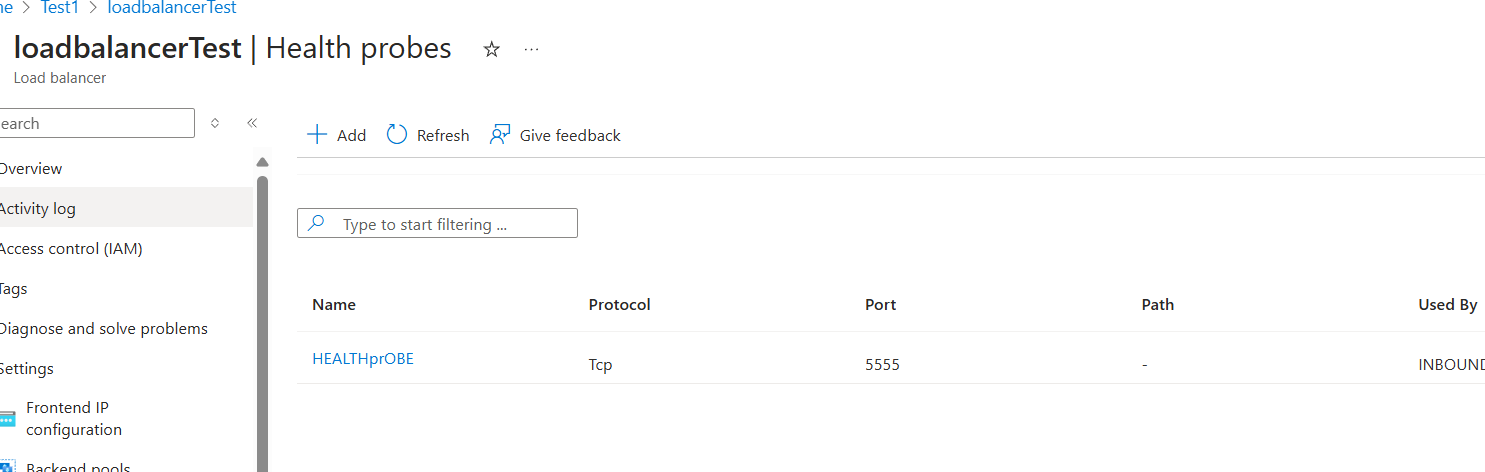 ne > Test1 > loadbalancerTest
loadbalancerTest | Health probes ☆ ...
Load balancer
earch
Add Refresh Give feedback
Overview
Activity log
Access control (IAM)
Tags
Diagnose and solve problems
Settings
Frontend IP
configuration
Backend pools
Type to start filtering ...
Name Protocol Port Path Used By
HEALTHprOBE Tcp 5555 - INBOUND